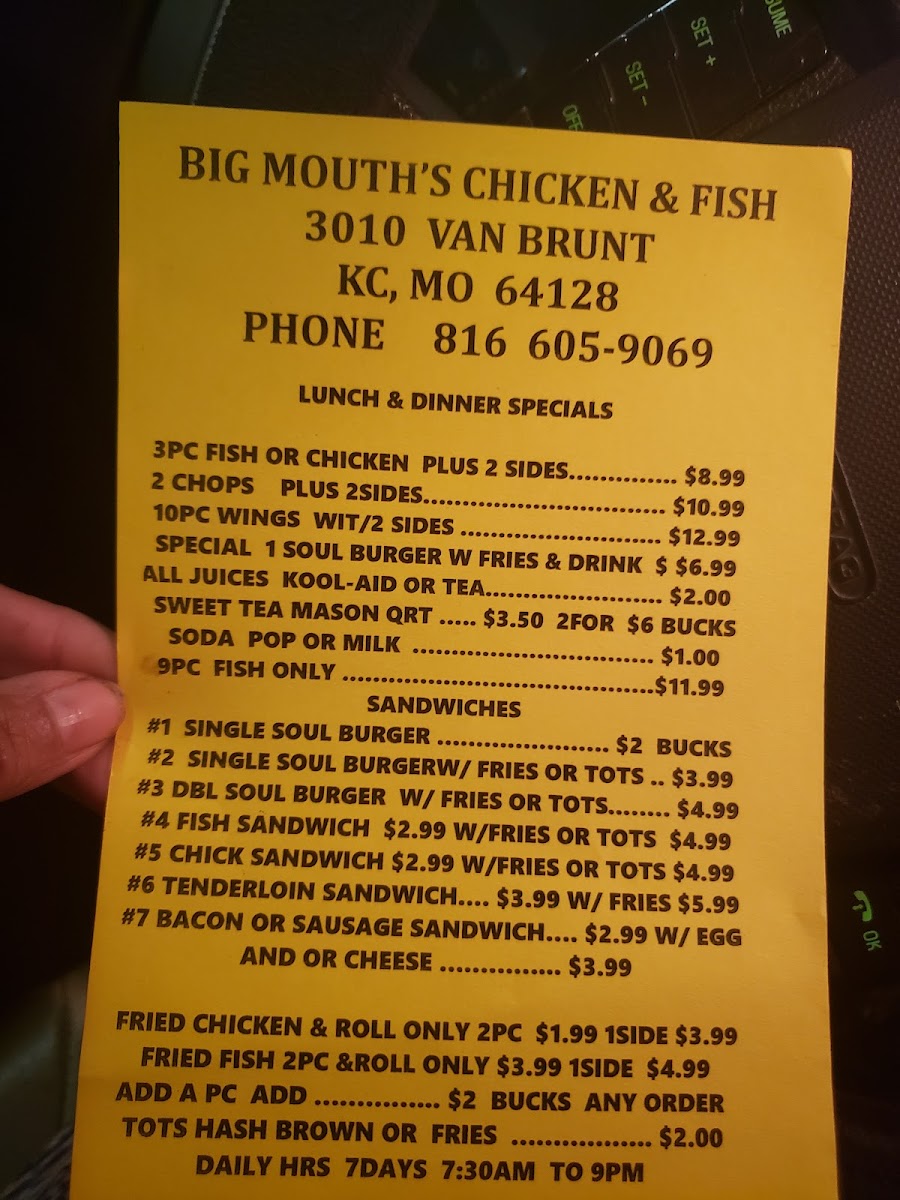 BUME
SET +
SET -
OFF
BIG MOUTH'S CHICKEN & FISH
3010 VAN BRUNT
KC, MO 64128
PHONE 816 605-9069
LUNCH & DINNER SPECIALS
3PC FISH OR CHICKEN PLUS 2 SIDES............... $8.99
2 CHOPS PLUS 2SIDES................................. $10.99
10PC WINGS WIT/2 SIDES ........................... $12.99
SPECIAL 1 SOUL BURGER W FRIES & DRINK $ $6.99
ALL JUICES KOOL-AID OR TEA........................ $2.00
SWEET TEA MASON QRT ..... $3.50 2FOR $6 BUCKS
SODA POP OR MILK ................................. $1.00
9PC FISH ONLY ...........................................$11.99
SANDWICHES
#1 SINGLE SOUL BURGER ....................... $2 BUCKS
#2 SINGLE SOUL BURGERW/ FRIES OR TOTS .. $3.99
#3 DBL SOUL BURGER W/ FRIES OR TOTS........ $4.99
#4 FISH SANDWICH $2.99 W/FRIES OR TOTS $4.99
#5 CHICK SANDWICH $2.99 W/FRIES OR TOTS $4.99
#6 TENDERLOIN SANDWICH.... $3.99 W/ FRIES $5.99
#7 BACON OR SAUSAGE SANDWICH.... $2.99 W/ EGG
AND OR CHEESE ............... $3.99
FRIED CHICKEN & ROLL ONLY 2PC $1.99 1SIDE $3.99
FRIED FISH 2PC &ROLL ONLY $3.99 1SIDE $4.99
ADD A PC ADD ................ $2 BUCKS ANY ORDER
TOTS HASH BROWN OR FRIES .................. $2.00
DAILY HRS 7DAYS 7:30AM TO 9PM
OK